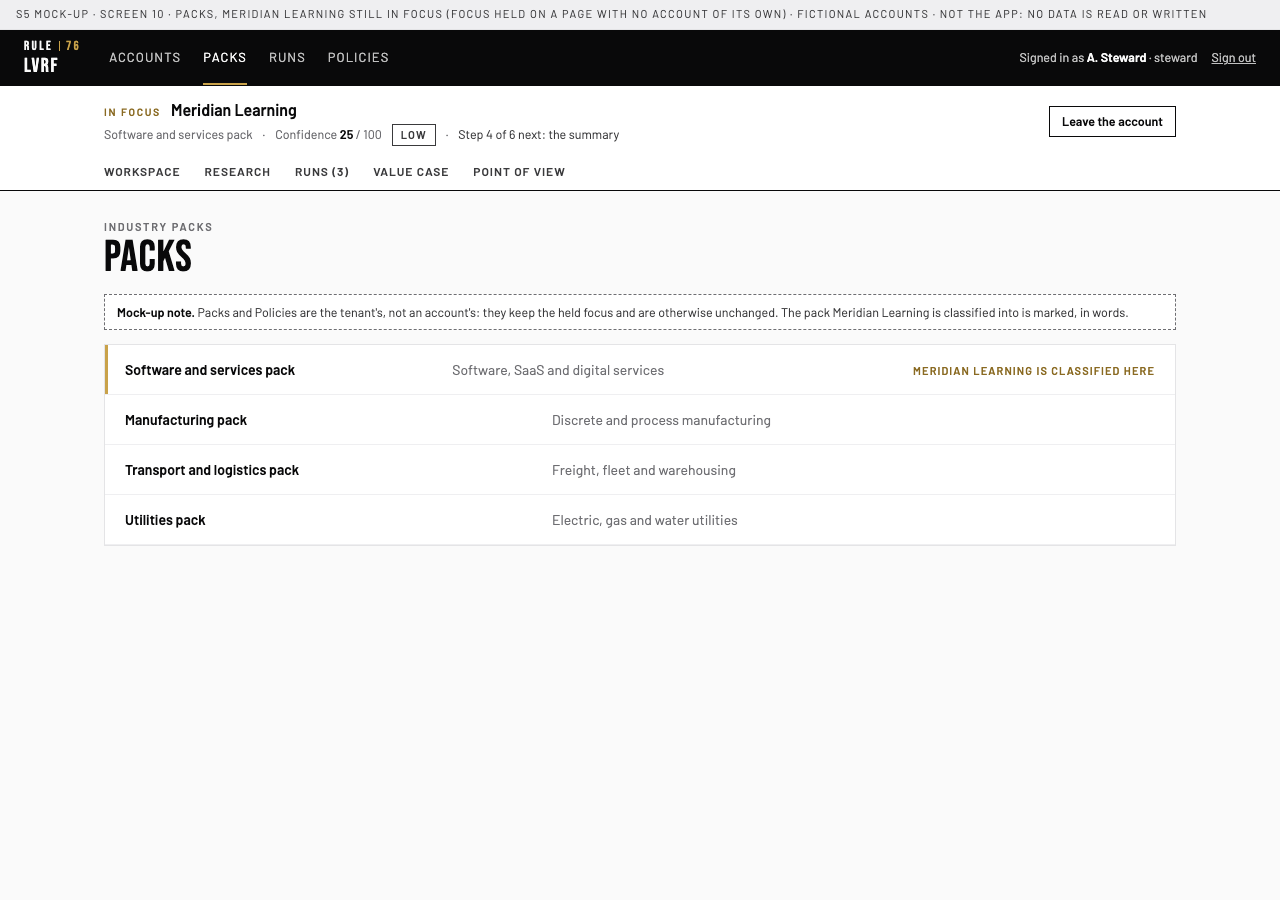 S5 MOCK-UP · SCREEN 10 · PACKS, MERIDIAN LEARNING STILL IN FOCUS (FOCUS HELD ON A PAGE WITH NO ACCOUNT OF ITS OWN) · FICTIONAL ACCOUNTS · NOT THE APP: NO DATA IS READ OR WRITTEN
RULE | 76
LVRF
ACCOUNTS PACKS RUNS POLICIES Signed in as A. Steward · steward Sign out
IN FOCUS Meridian Learning
Leave the account
Software and services pack · Confidence 25 / 100 LOW · Step 4 of 6 next: the summary
WORKSPACE RESEARCH RUNS (3) VALUE CASE POINT OF VIEW
INDUSTRY PACKS
PACKS
Mock-up note. Packs and Policies are the tenant's, not an account's: they keep the held focus and are otherwise unchanged. The pack Meridian Learning is classified into is marked, in words.
Software and services pack Software, SaaS and digital services MERIDIAN LEARNING IS CLASSIFIED HERE
Manufacturing pack Discrete and process manufacturing
Transport and logistics pack Freight, fleet and warehousing
Utilities pack Electric, gas and water utilities